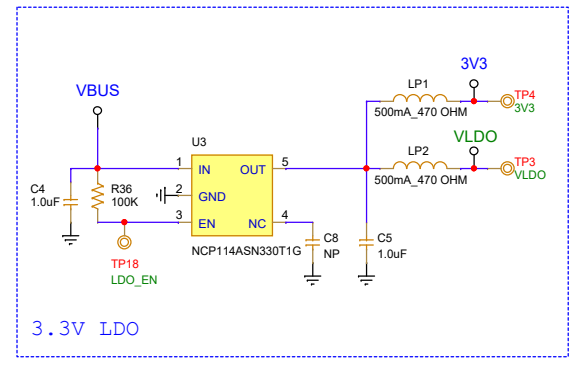 3V3
LP1
TP4
3V3
500mA_470 OHM
VBUS
VLDO
U3
LP2
TP3
VLDO
500mA_470 OHM
1 IN OUT 5
C4
1.0uF
R36
100K
2 GND
3 EN NC 4
NCP114ASN330T1G
C8
NP
C5
1.0uF
TP18
LDO_EN
3.3V LDO